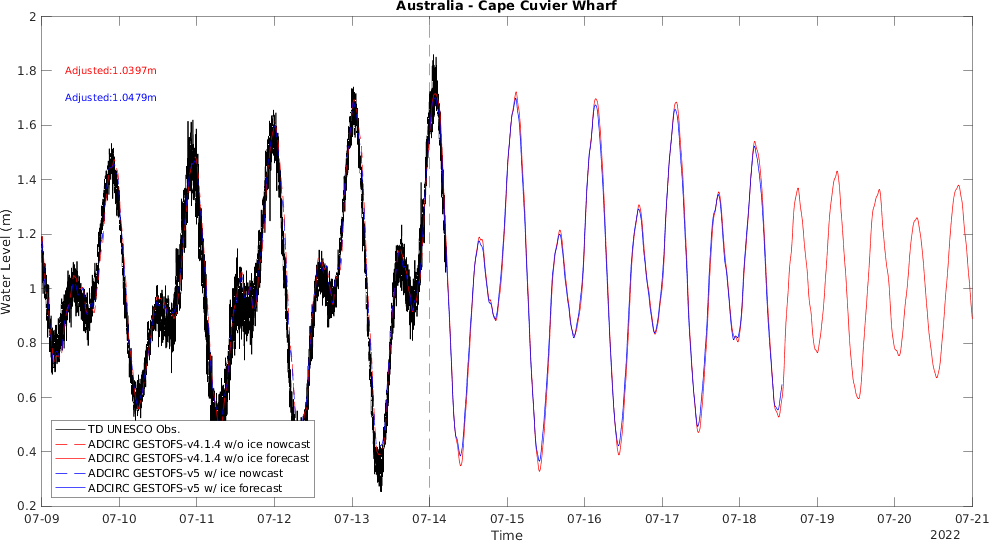 Australia - Cape Cuvier Wharf
2
1.8
1.6
1.4
1.2
1
0.8
0.6
0.4
0.2
Water Level (m)
Adjusted:1.0397m
Adjusted:1.0479m
TD UNESCO Obs.
ADCIRC GESTOFS-v4.1.4 w/o ice nowcast
ADCIRC GESTOFS-v4.1.4 w/o ice forecast
ADCIRC GESTOFS-v5 w/ ice nowcast
ADCIRC GESTOFS-v5 w/ ice forecast
07-09 07-10 07-11 07-12 07-13 07-14 07-15 07-16 07-17 07-18 07-19 07-20 07-21
Time
2022